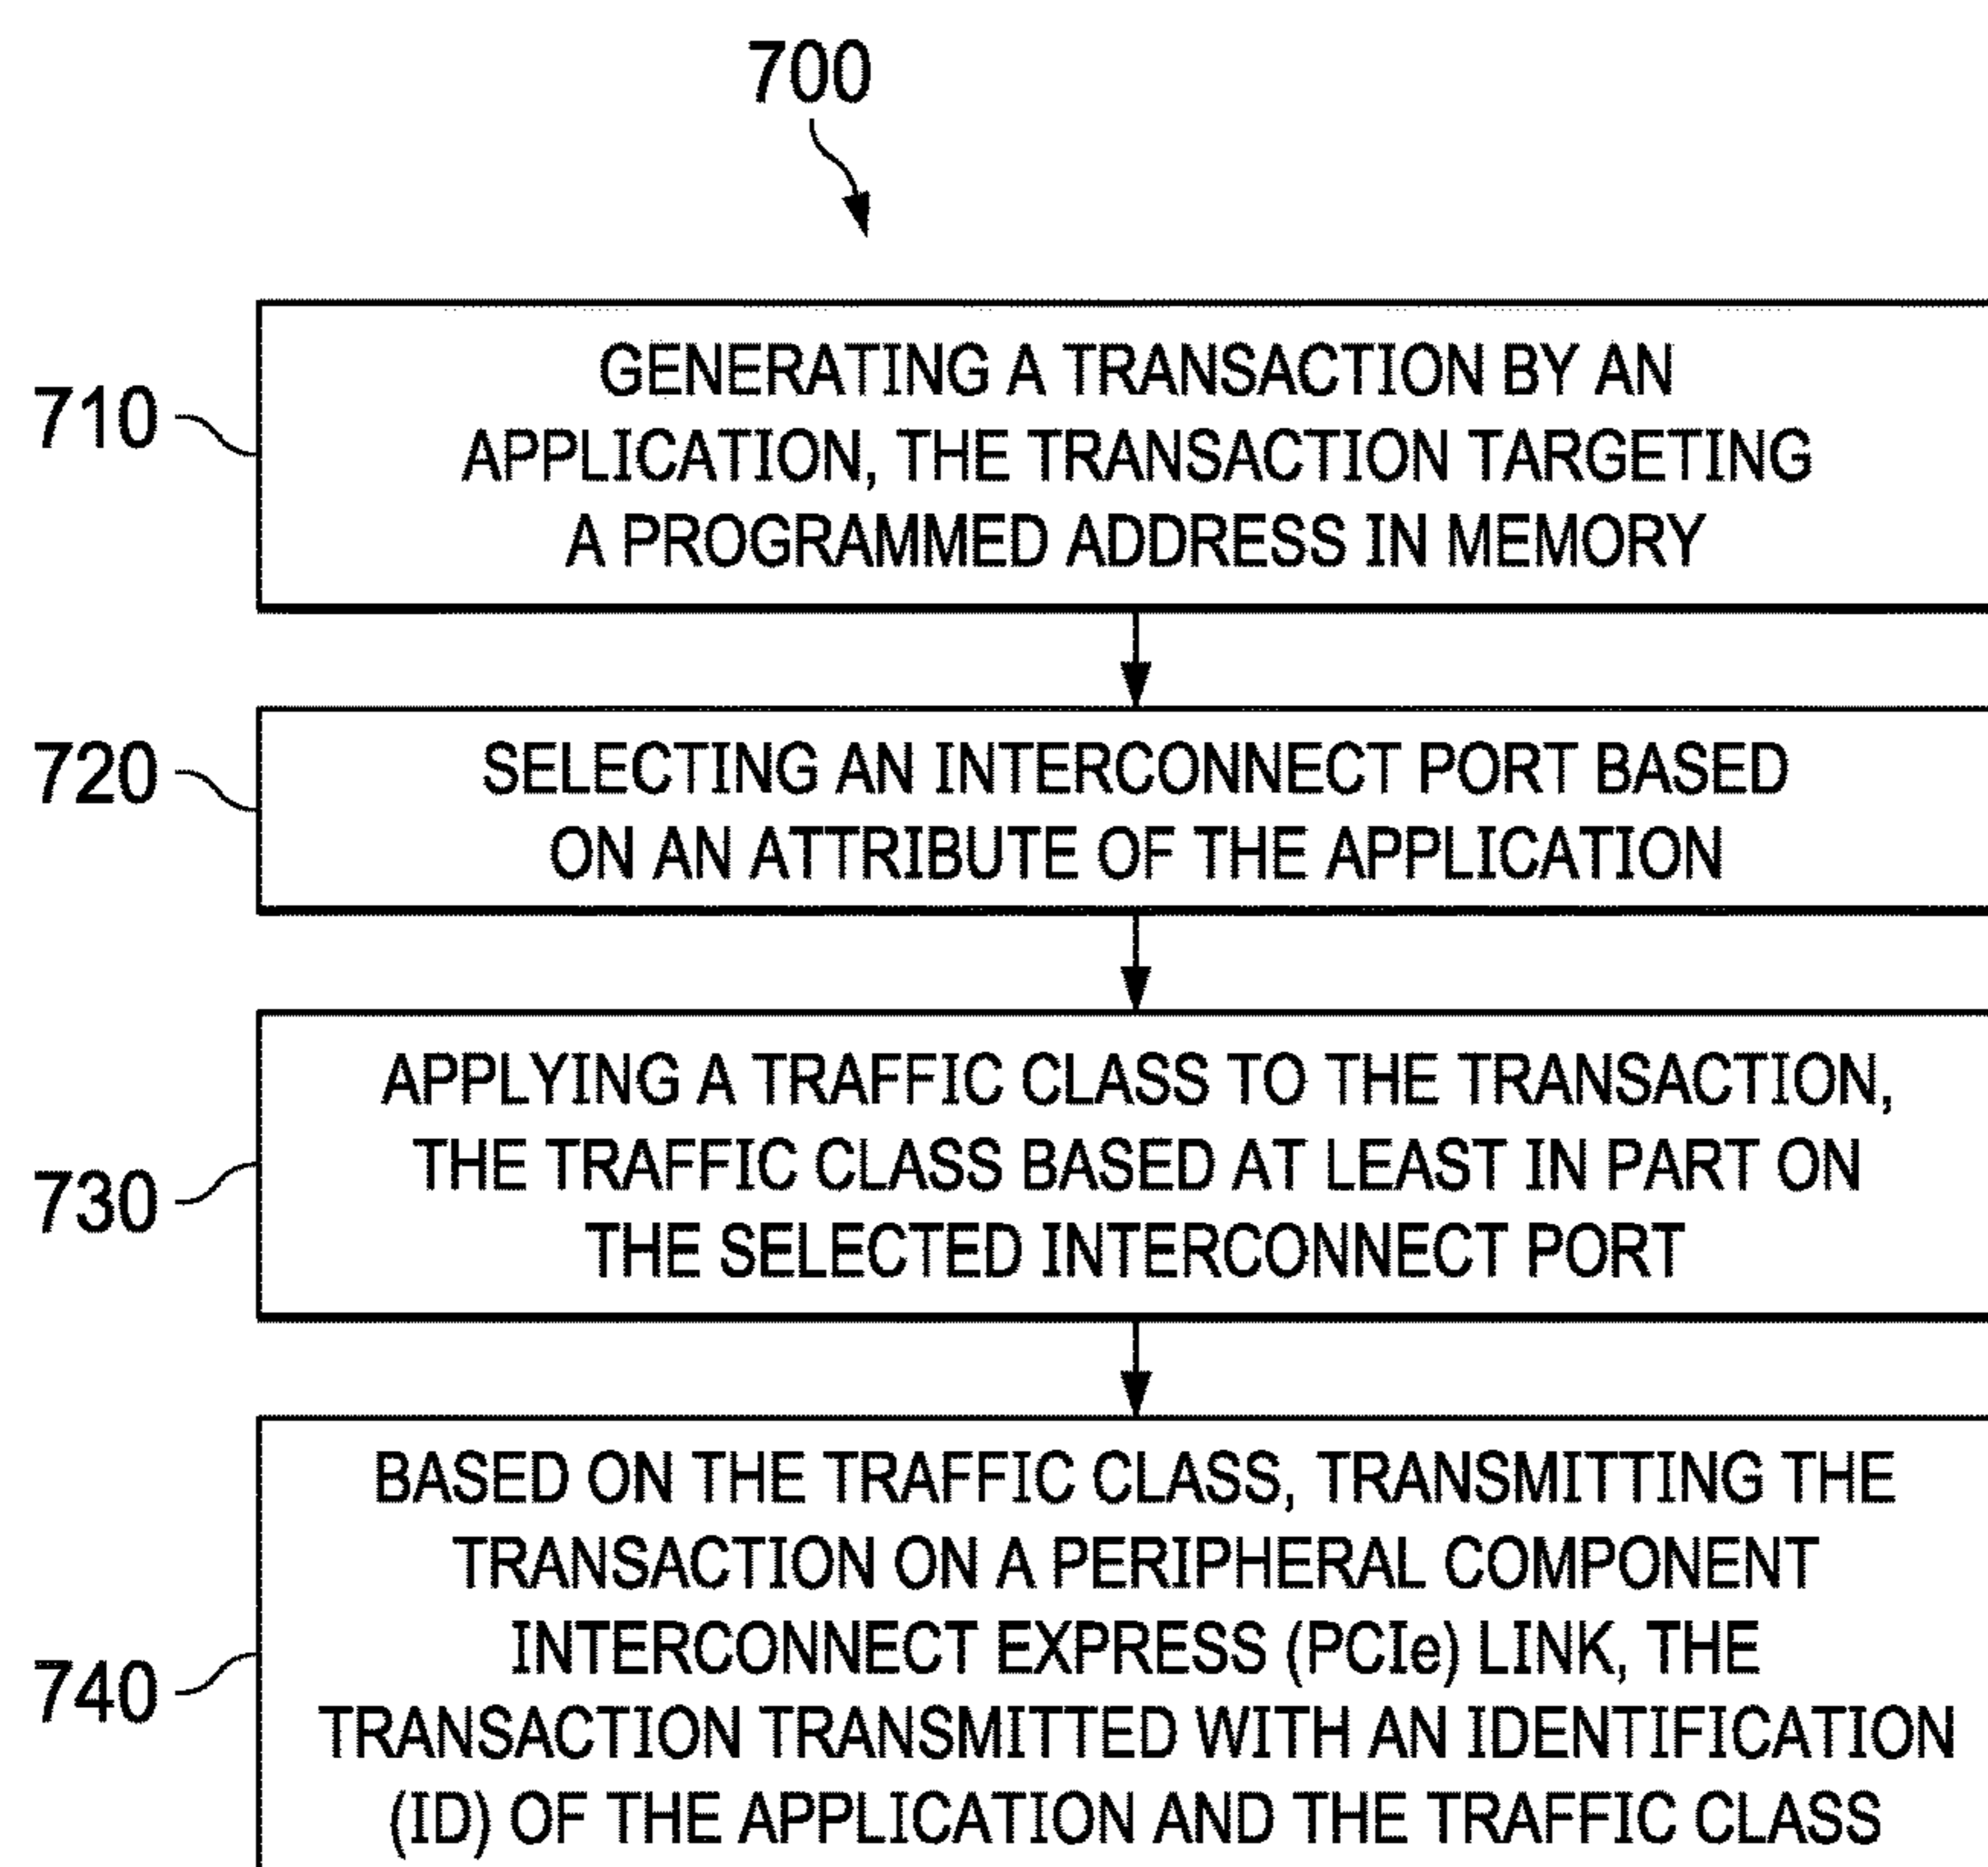 700
710
GENERATING A TRANSACTION BY AN
APPLICATION, THE TRANSACTION TARGETING
A PROGRAMMED ADDRESS IN MEMORY
720
SELECTING AN INTERCONNECT PORT BASED
ON AN ATTRIBUTE OF THE APPLICATION
730
APPLYING A TRAFFIC CLASS TO THE TRANSACTION,
THE TRAFFIC CLASS BASED AT LEAST IN PART ON
THE SELECTED INTERCONNECT PORT
740
BASED ON THE TRAFFIC CLASS, TRANSMITTING THE
TRANSACTION ON A PERIPHERAL COMPONENT
INTERCONNECT EXPRESS (PCIe) LINK, THE
TRANSACTION TRANSMITTED WITH AN IDENTIFICATION
(ID) OF THE APPLICATION AND THE TRAFFIC CLASS